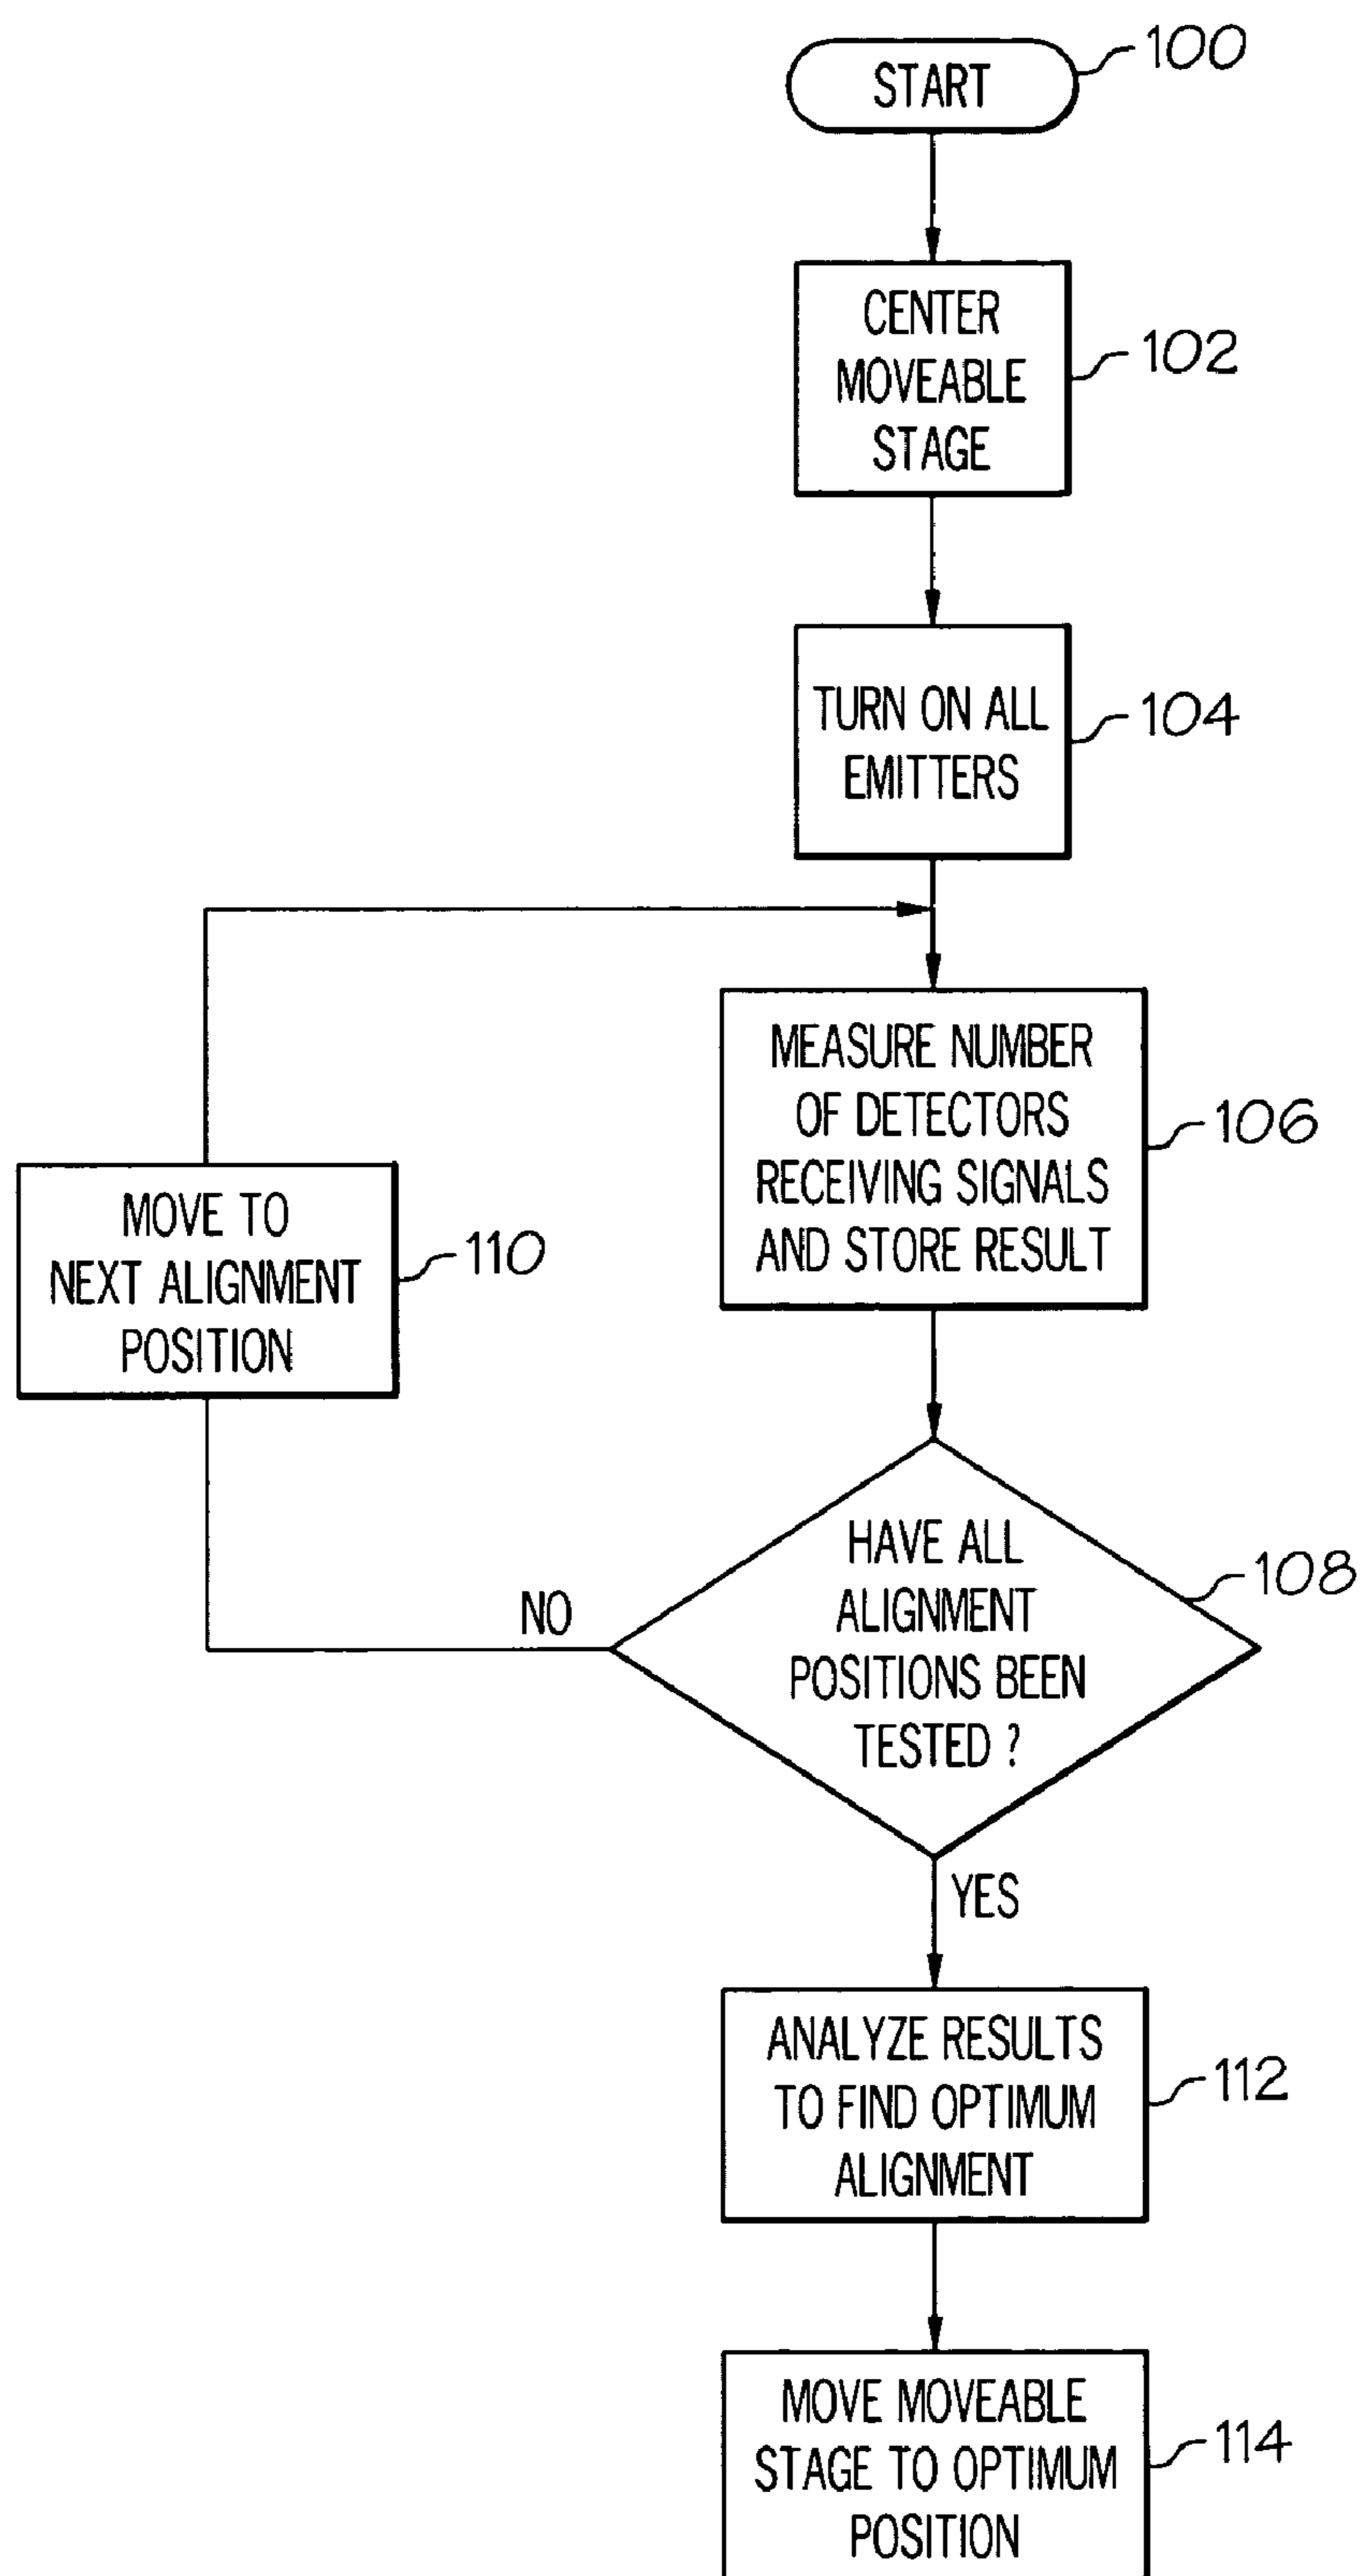 START
100
CENTER
MOVEABLE
STAGE
102
TURN ON ALL
EMITTERS
104
MEASURE NUMBER
OF DETECTORS
RECEIVING SIGNALS
AND STORE RESULT
106
MOVE TO
NEXT ALIGNMENT
POSITION
110
HAVE ALL
ALIGNMENT
POSITIONS BEEN
TESTED ?
108
NO
YES
ANALYZE RESULTS
TO FIND OPTIMUM
ALIGNMENT
112
MOVE MOVEABLE
STAGE TO OPTIMUM
POSITION
114